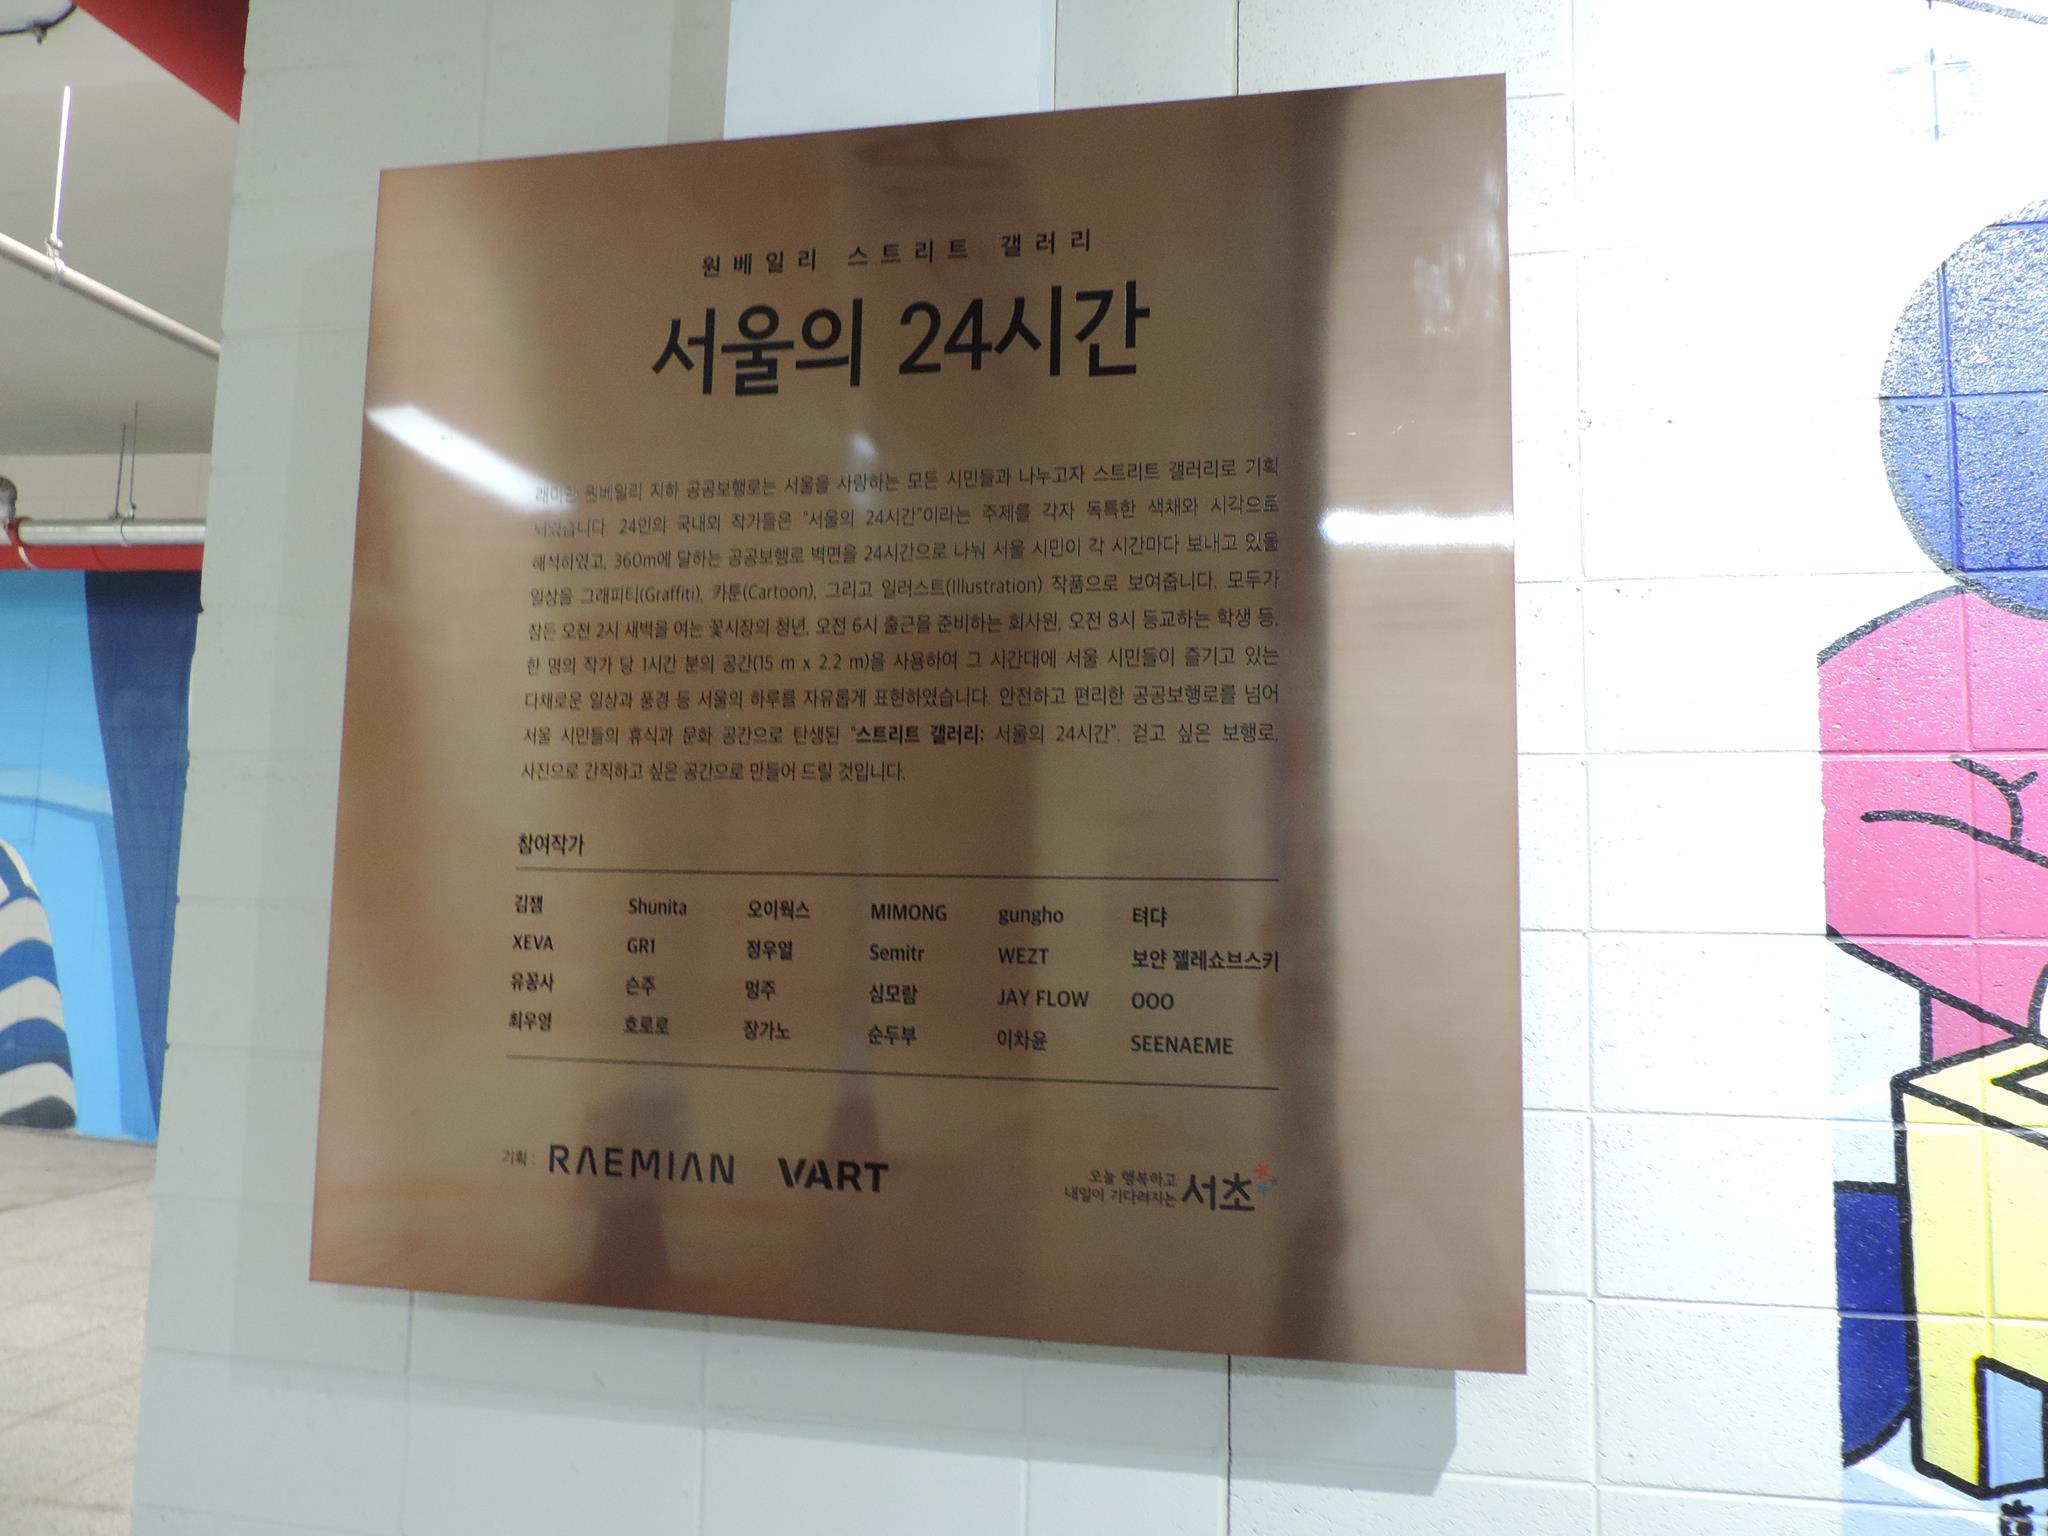 원베일리 스트리트 갤러리
서울의 24시간
래미안 원베일리 지하 공공보행로는 서울을 사랑하는 모든 시민들과 나누고자 스트리트 갤러리로 기획
되었습니다. 24인의 국내외 작가들은 "서울의 24시간"이라는 주제를 각자 독특한 색채와 시각으로
해석하였고, 360m에 달하는 공공보행로 벽면을 24시간으로 나눠 서울 시민이 각 시간마다 보내고 있을
일상을 그래피티(Graffiti), 카툰(Cartoon), 그리고 일러스트(Illustration) 작품으로 보여줍니다. 모두가
잠든 오전 2시 새벽을 여는 꽃시장의 청년, 오전 6시 출근을 준비하는 회사원, 오전 8시 등교하는 학생 등,
한 명의 작가 당 1시간 분의 공간(15 m x 2.2 m)을 사용하여 그 시간대에 서울 시민들이 즐기고 있는
다채로운 일상과 풍경 등 서울의 하루를 자유롭게 표현하였습니다. 안전하고 편리한 공공보행로를 넘어
서울 시민들의 휴식과 문화 공간으로 탄생된 "스트리트 갤러리: 서울의 24시간". 걷고 싶은 보행로,
사진으로 간직하고 싶은 공간으로 만들어 드릴 것입니다.
참여작가
김잼 Shunita 오이웍스 MIMONG gungho 텨댜
XEVA GR1 정우열 Semitr WEZT 보얀 젤레쇼브스키
유꽁사 슨주 멍주 심모람 JAY FLOW OOO
최우영 호로로 장가노 순두부 이차윤 SEENAEME
기획 : RAEMIAN VART
오늘 행복하고
내일이 기다려지는 서초